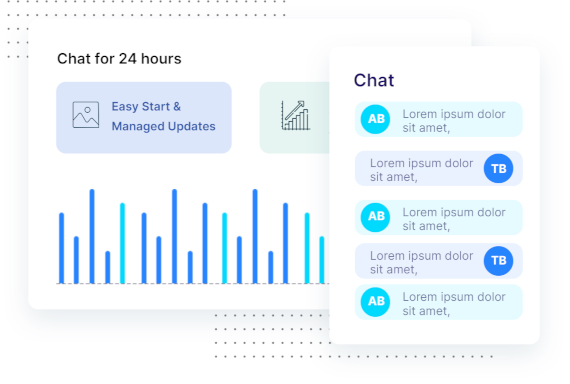 Chat for 24 hours
Easy Start &
Managed Updates
Chat
AB
Lorem ipsum dolor
sit amet,
Lorem ipsum dolor
sit amet,
TB
AB
Lorem ipsum dolor
sit amet,
Lorem ipsum dolor
sit amet,
TB
AB
Lorem ipsum dolor
sit amet,